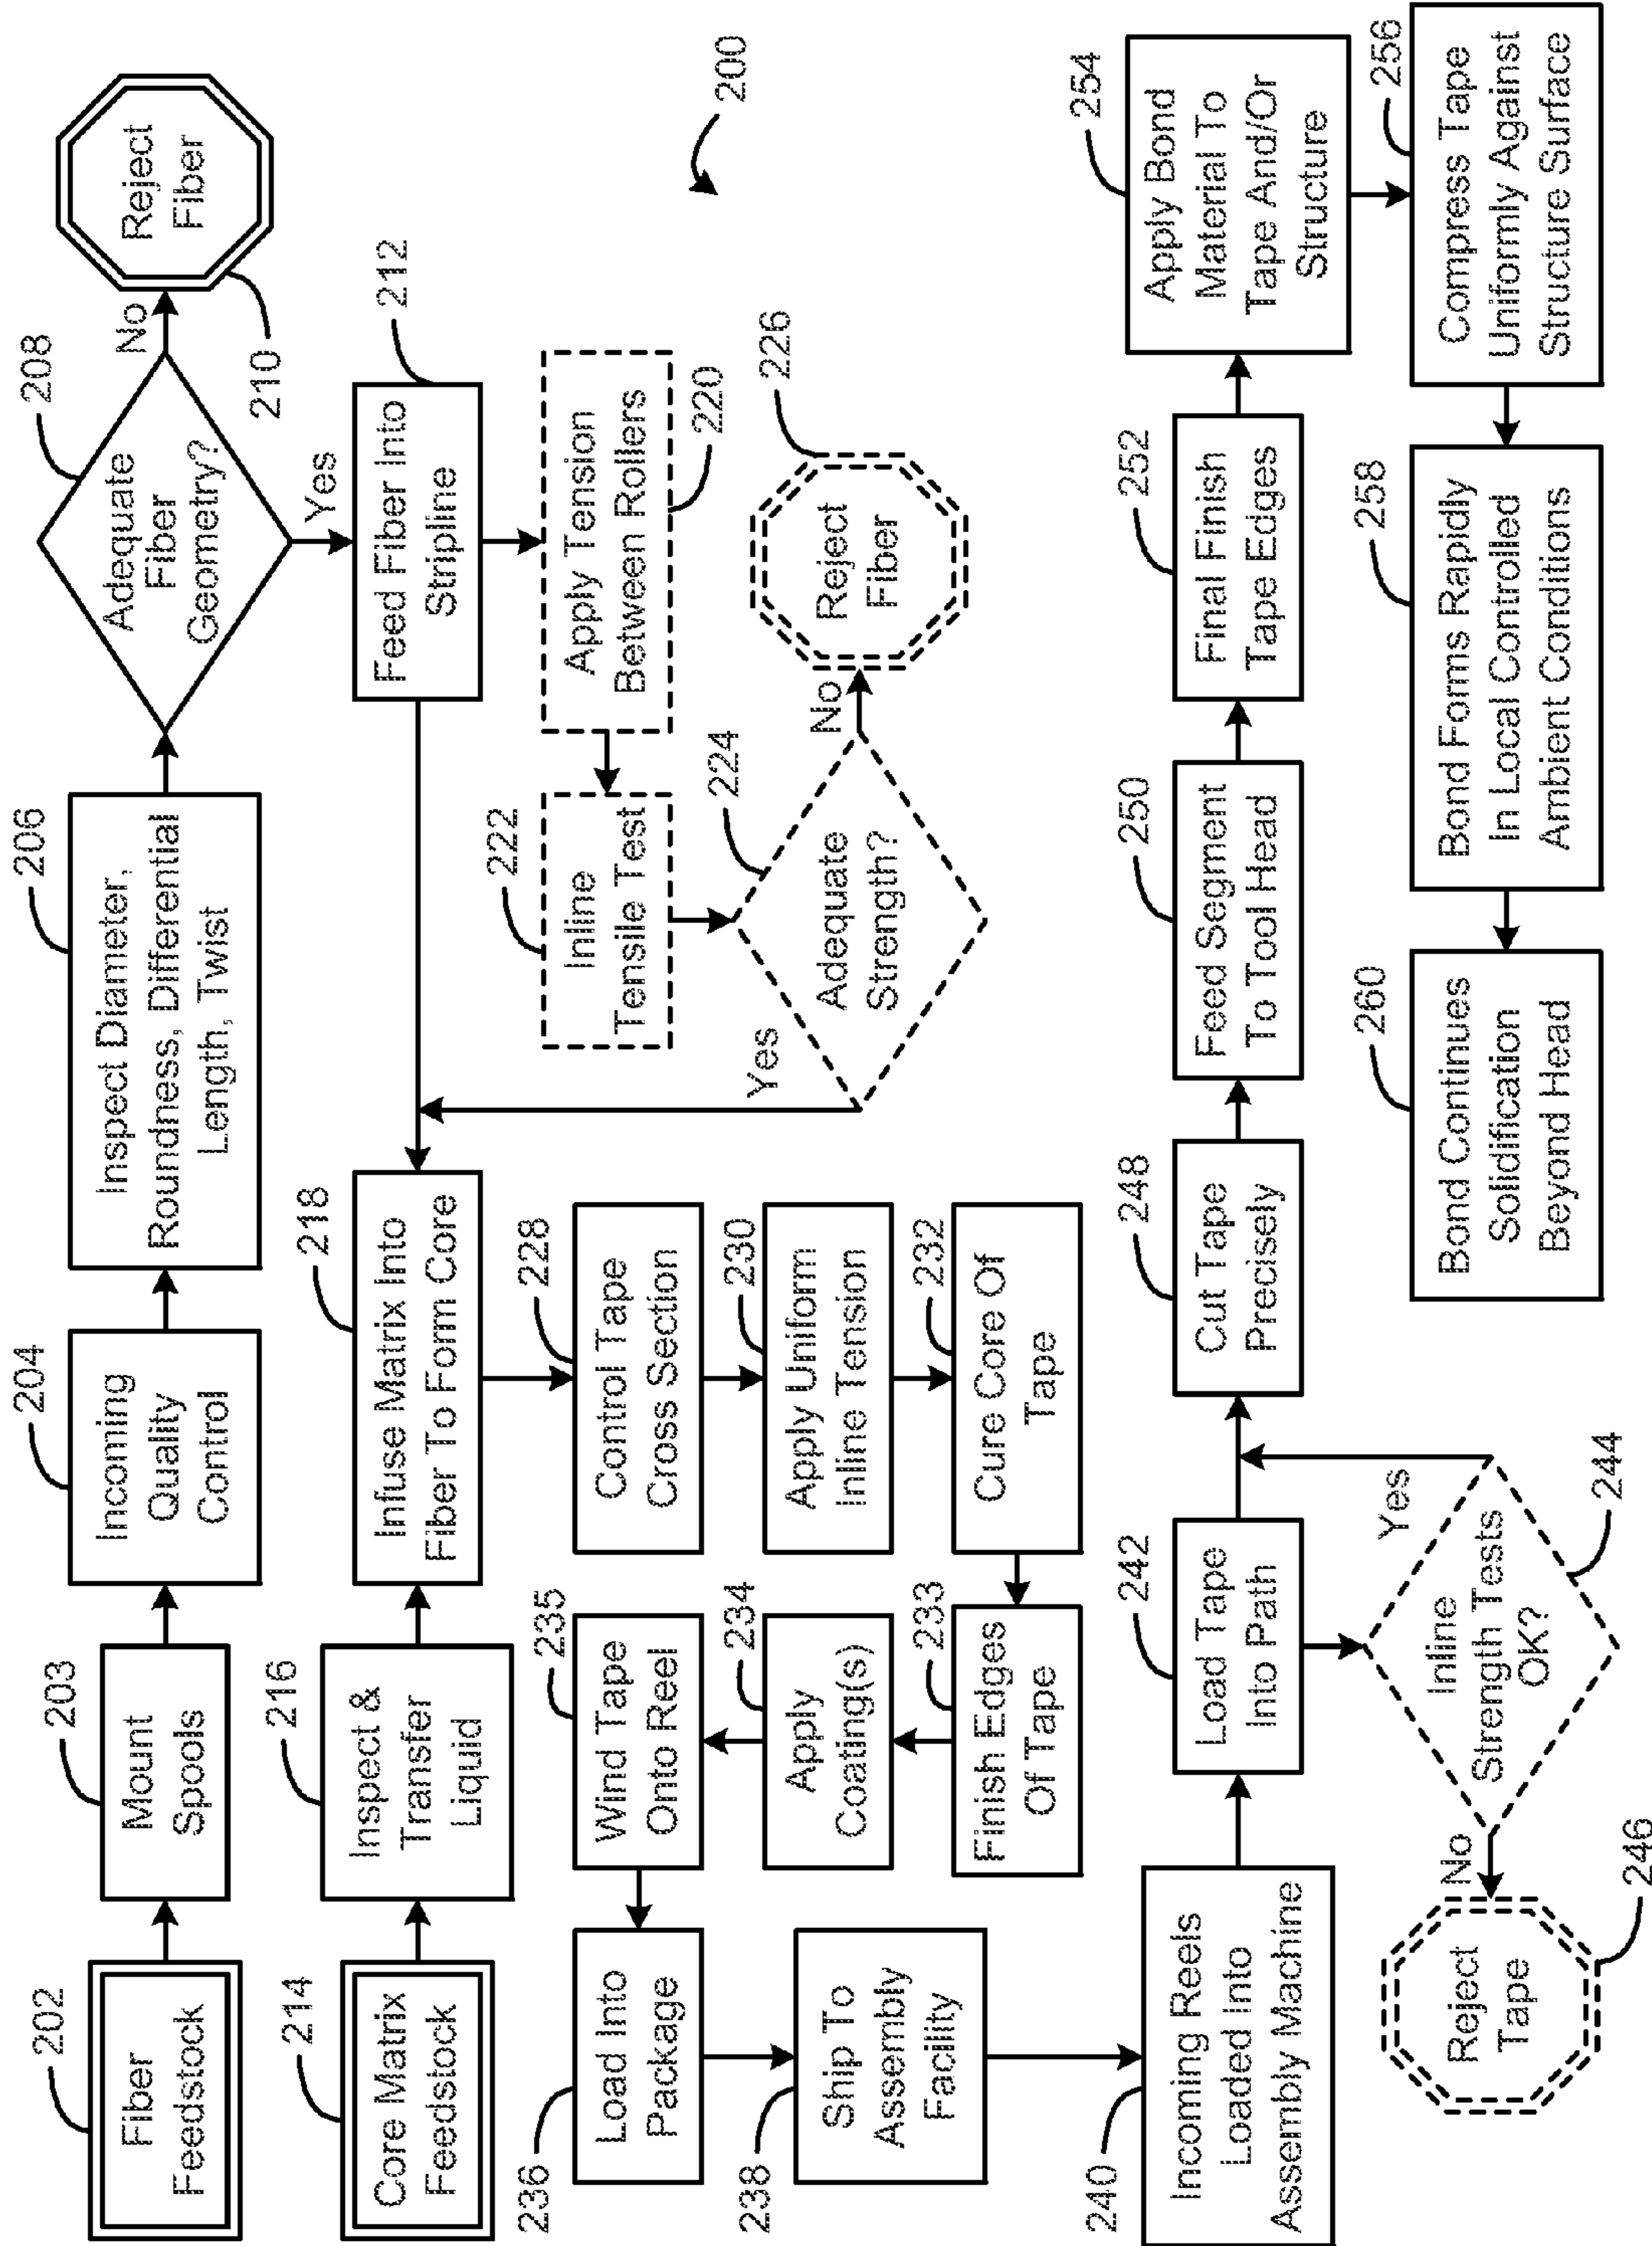 202
Fiber
Feedstock
203
Mount
Spools
204
Incoming
Quality
Control
206
Inspect Diameter,
Roundness, Differential
Length, Twist
208
Adequate
Fiber
Geometry?
No
Reject
Fiber
210
Yes
214
Core Matrix
Feedstock
216
Inspect &
Transfer
Liquid
218
Infuse Matrix Into
Fiber To Form Core
Feed Fiber Into
Stripline
212
Apply Tension
Between Rollers
220
222
Inline
Tensile Test
224
Adequate
Strength?
Yes
No
Reject
Fiber
226
200
228
Control Tape
Cross Section
230
Apply Uniform
Inline Tension
232
Cure Core Of
Tape
233
Finish Edges
Of Tape
234
Apply
Coating(s)
235
Wind Tape
Onto Reel
236
Load Into
Package
238
Ship To
Assembly
Facility
240
Incoming Reels
Loaded Into
Assembly Machine
242
Load Tape
Into Path
Inline
Strength Tests
OK?
244
Yes
No
Reject
Tape
246
248
Cut Tape
Precisely
250
Feed Segment
To Tool Head
252
Final Finish
Tape Edges
254
Apply Bond
Material To
Tape And/Or
Structure
256
Compress Tape
Uniformly Against
Structure Surface
258
Bond Forms Rapidly
In Local Controlled
Ambient Conditions
260
Bond Continues
Solidification
Beyond Head